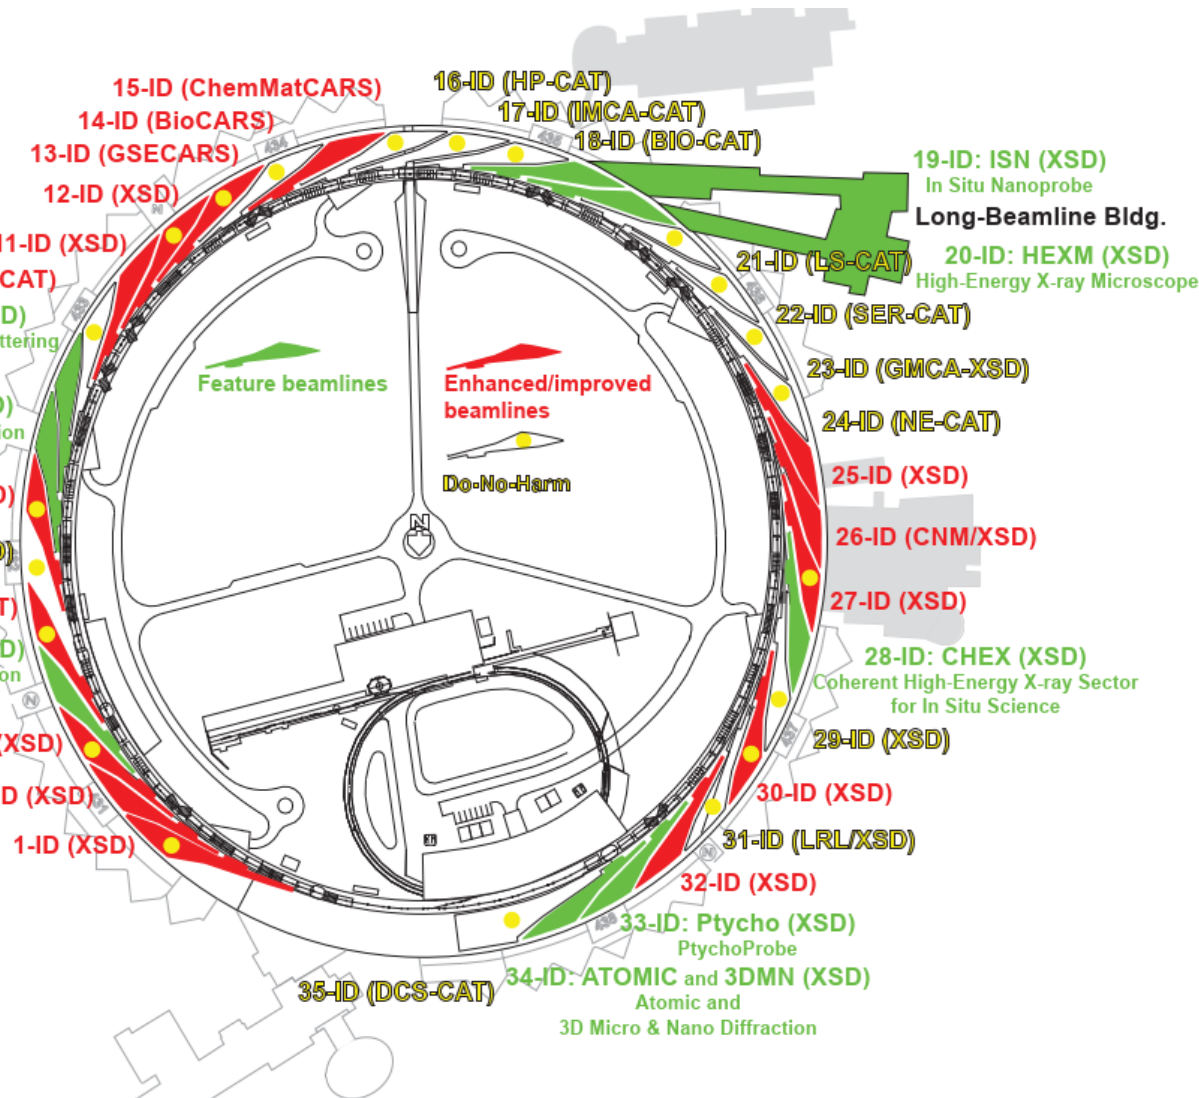 15-ID (ChemMatCARS)
14-ID (BioCARS)
13-ID (GSECARS)
12-ID (XSD)
11-ID (XSD)
CAT)
D)
ttering
D)
ion
D)
D)
T)
D)
on
(XSD)
D (XSD)
1-ID (XSD)
16-ID (HP-CAT)
17-ID (IMCA-CAT)
18-ID (BIO-CAT)
19-ID: ISN (XSD)
In Situ Nanoprobe
Long-Beamline Bldg.
20-ID: HEXM (XSD)
High-Energy X-ray Microscope
21-ID (LS-CAT)
22-ID (SER-CAT)
23-ID (GMCA-XSD)
24-ID (NE-CAT)
25-ID (XSD)
26-ID (CNM/XSD)
27-ID (XSD)
28-ID: CHEX (XSD)
Coherent High-Energy X-ray Sector
for In Situ Science
29-ID (XSD)
30-ID (XSD)
31-ID (LRL/XSD)
32-ID (XSD)
33-ID: Ptycho (XSD)
PtychoProbe
34-ID: ATOMIC and 3DMN (XSD)
Atomic and
3D Micro & Nano Diffraction
35-ID (DCS-CAT)
Feature beamlines
Enhanced/improved
beamlines
Do-No-Harm
N
434
435
433
436
437
438
N
N
N